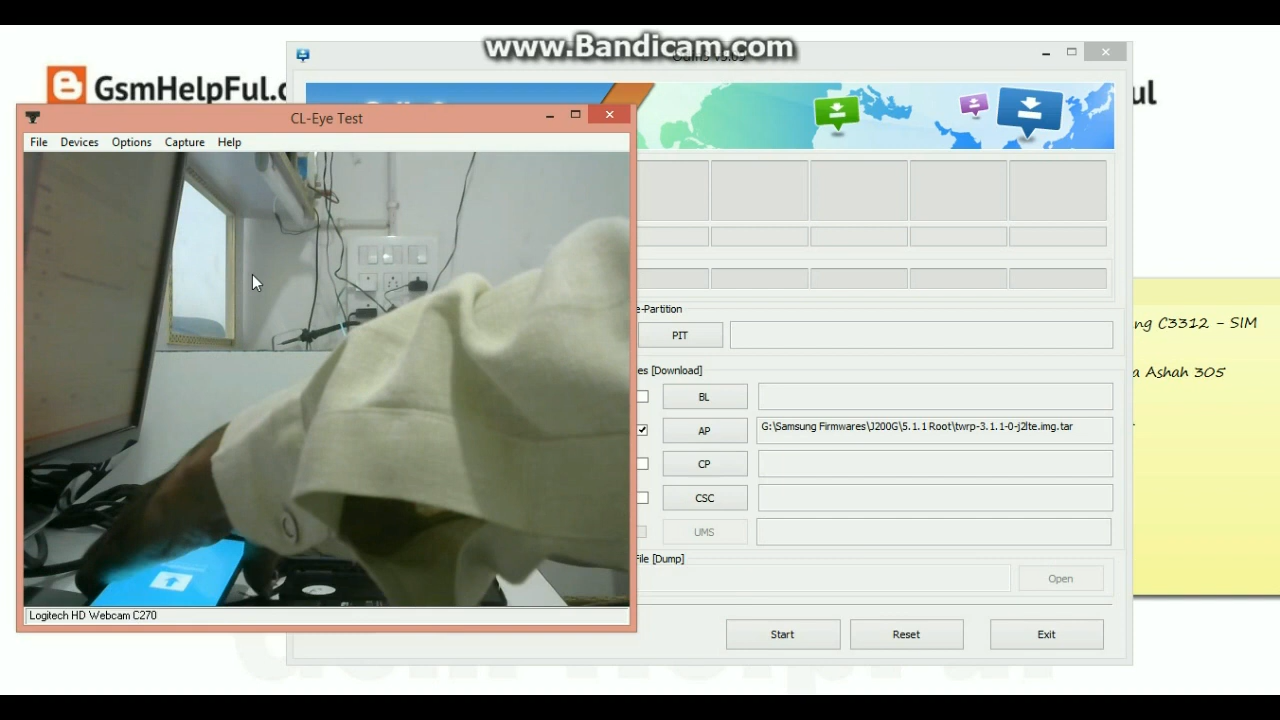 www.Bandicam.com
GsmHelpFul.c
ul
CL-Eye Test
File Devices Options Capture Help
e-Partition
PIT
ng C3312 - SIM
es [Download]
a Ashah 305
BL
AP G:\Samsung Firmwares\J200G\5.1.1 Root\twrp-3.1.1-0-j2lte.img.tar
CP
CSC
UMS
File [Dump]
Open
Logitech HD Webcam C270
Start Reset Exit